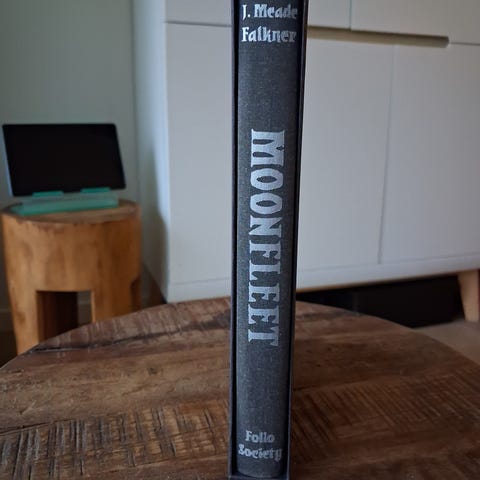 J. Meade
Falkner
MOONFLEET
Folio
Society